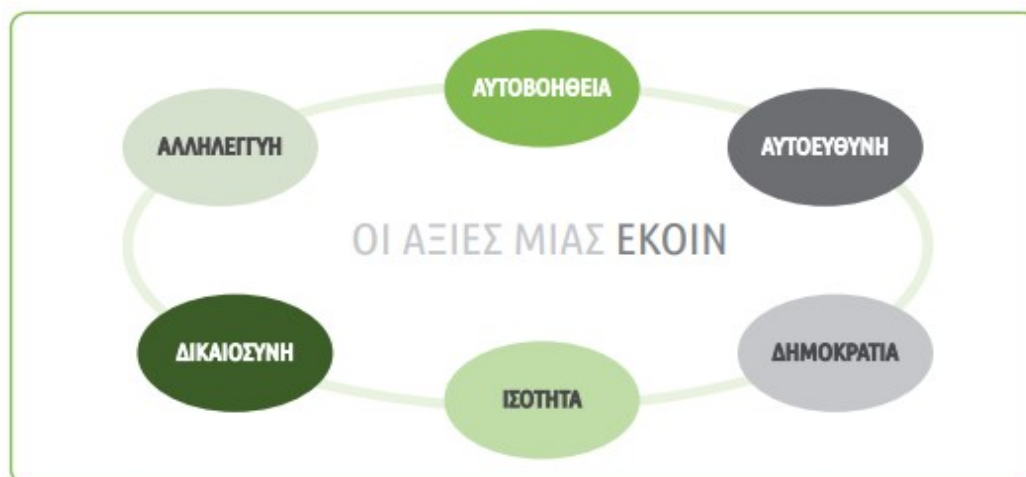 ΑΥΤΟΒΟΗΘΕΙΑ
ΑΛΛΗΛΕΓΓΥΗ
ΑΥΤΟΕΥΘΥΝΗ
ΟΙ ΑΞΙΕΣ ΜΙΑΣ ΕΚΟΙΝ
ΔΙΚΑΙΟΣΥΝΗ
ΔΗΜΟΚΡΑΤΙΑ
ΙΣΟΤΗΤΑ